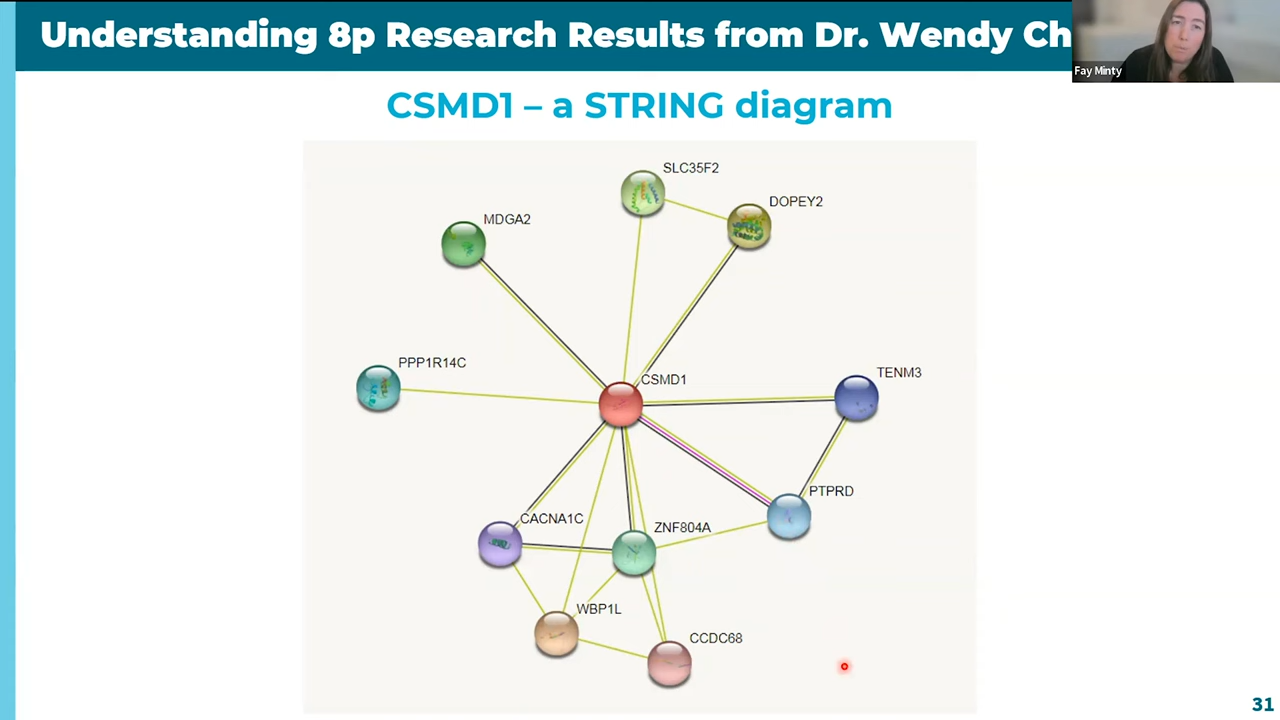 Understanding 8p Research Results from Dr. Wendy Ch
Fay Minty
CSMD1 – a STRING diagram
SLC35F2
DOPEY2
MDGA2
PPP1R14C
CSMD1
TENM3
PTPRD
CACNA1C
ZNF804A
WBP1L
CCDC68
31